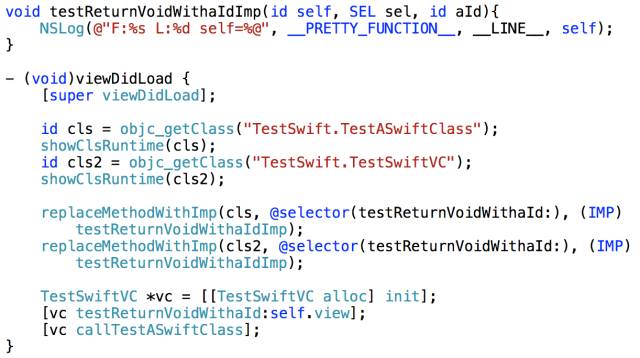 void testReturnVoidWithaIdImp(id self, SEL sel, id aId){
    NSLog(@"F:%s L:%d self=%@", __PRETTY_FUNCTION__, __LINE__, self);
}
- (void)viewDidLoad {
    [super viewDidLoad];
    id cls = objc_getClass("TestSwift.TestASwiftClass");
    showClsRuntime(cls);
    id cls2 = objc_getClass("TestSwift.TestSwiftVC");
    showClsRuntime(cls2);
    replaceMethodWithImp(cls, @selector(testReturnVoidWithaId:), (IMP)
        testReturnVoidWithaIdImp);
    replaceMethodWithImp(cls2, @selector(testReturnVoidWithaId:), (IMP)
        testReturnVoidWithaIdImp);
    TestSwiftVC *vc = [[TestSwiftVC alloc] init];
    [vc testReturnVoidWithaId:self.view];
    [vc callTestASwiftClass];
}